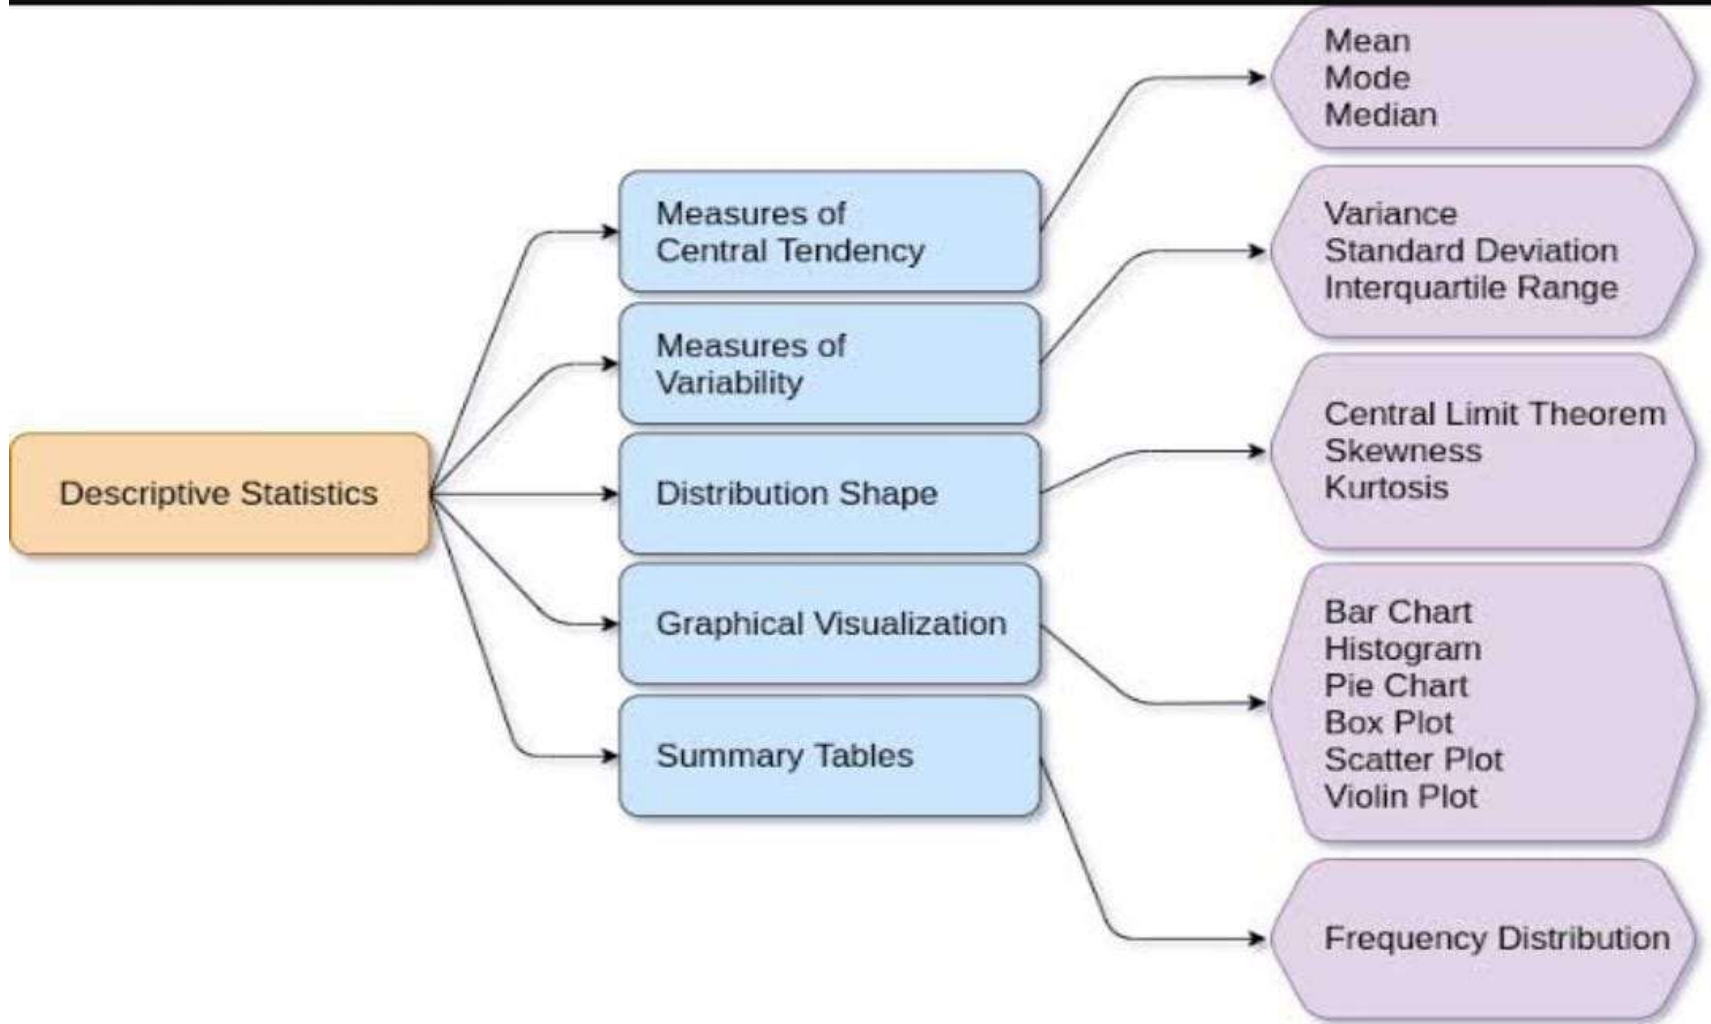 Descriptive Statistics
Measures of
Central Tendency
Measures of
Variability
Distribution Shape
Graphical Visualization
Summary Tables
Mean
Mode
Median
Variance
Standard Deviation
Interquartile Range
Central Limit Theorem
Skewness
Kurtosis
Bar Chart
Histogram
Pie Chart
Box Plot
Scatter Plot
Violin Plot
Frequency Distribution